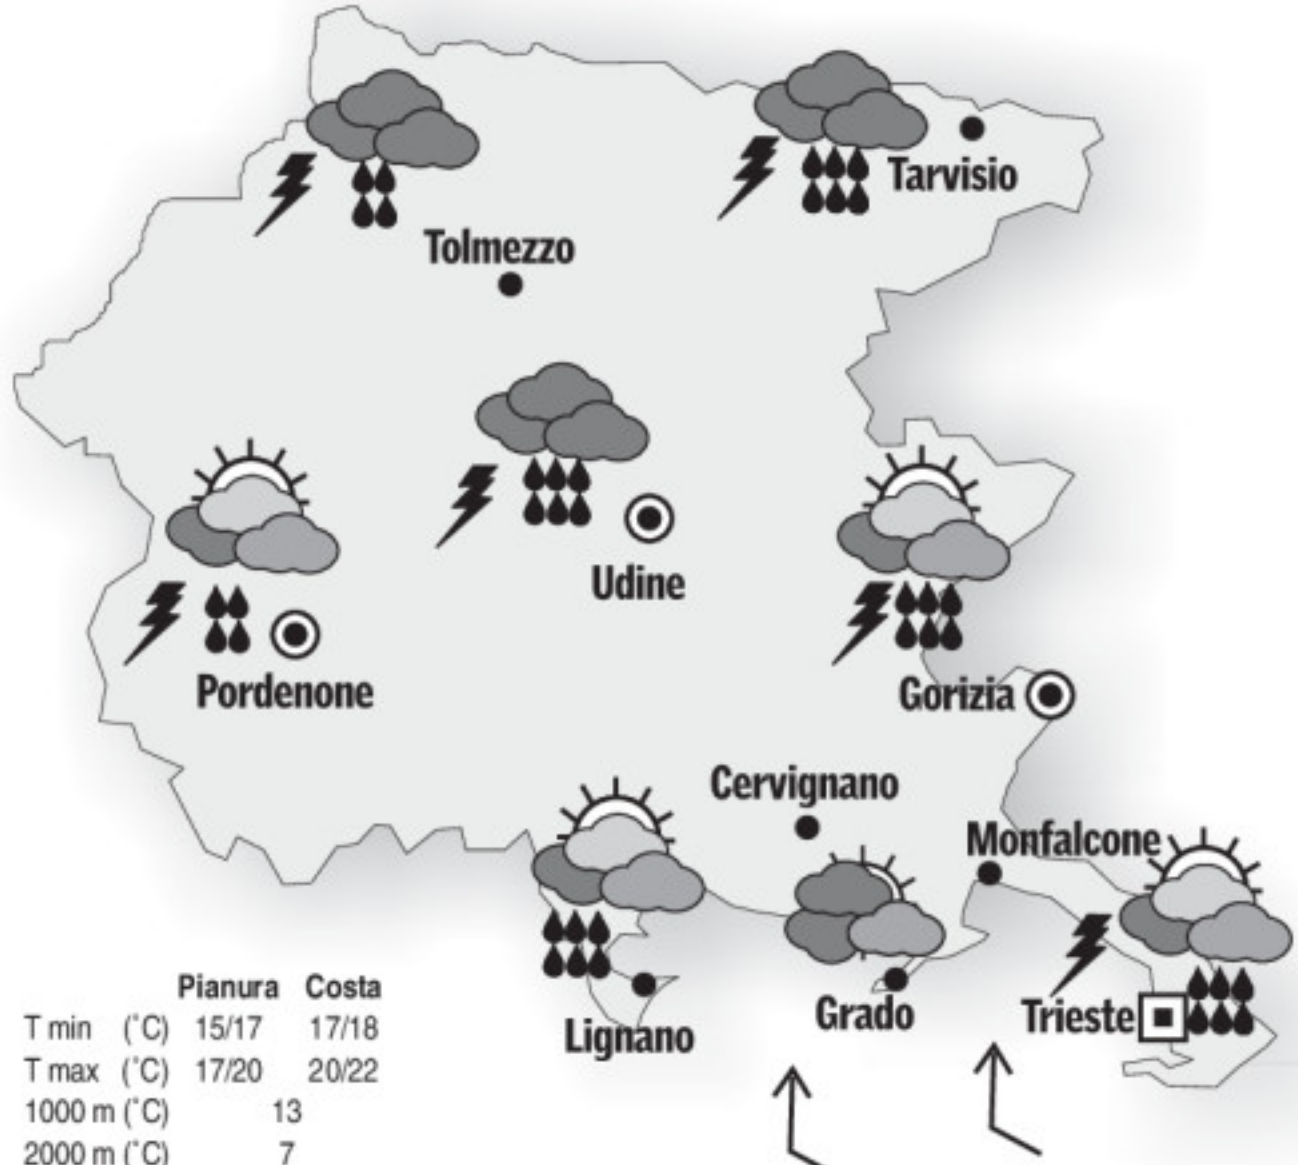 Tarvisio
Tolmezzo
Udine
Pordenone
Gorizia
Cervignano
Monfalcone
Trieste
Grado
Lignano
Pianura Costa
T min (°C) 15/17 17/18
T max (°C) 17/20 20/22
1000 m (°C) 13
2000 m (°C) 7